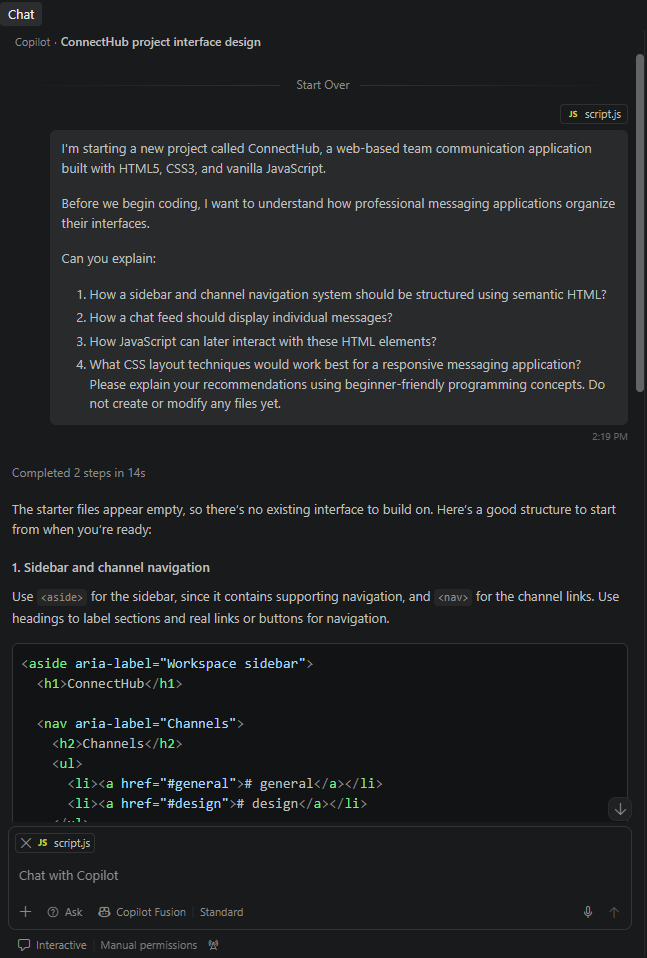 Chat
Copilot · ConnectHub project interface design
Start Over
JS script.js
I'm starting a new project called ConnectHub, a web-based team communication application
built with HTML5, CSS3, and vanilla JavaScript.
Before we begin coding, I want to understand how professional messaging applications organize
their interfaces.
Can you explain:
1. How a sidebar and channel navigation system should be structured using semantic HTML?
2. How a chat feed should display individual messages?
3. How JavaScript can later interact with these HTML elements?
4. What CSS layout techniques would work best for a responsive messaging application?
Please explain your recommendations using beginner-friendly programming concepts. Do
not create or modify any files yet.
2:19 PM
Completed 2 steps in 14s
The starter files appear empty, so there's no existing interface to build on. Here's a good structure to start
from when you're ready:
1. Sidebar and channel navigation
Use <aside> for the sidebar, since it contains supporting navigation, and <nav> for the channel links. Use
headings to label sections and real links or buttons for navigation.
<aside aria-label="Workspace sidebar">
<h1>ConnectHub</h1>
<nav aria-label="Channels">
<h2>Channels</h2>
<ul>
<li><a href="#general"># general</a></li>
<li><a href="#design"># design</a></li>
</ul>
JS script.js
Chat with Copilot
Ask Copilot Fusion Standard
Interactive Manual permissions